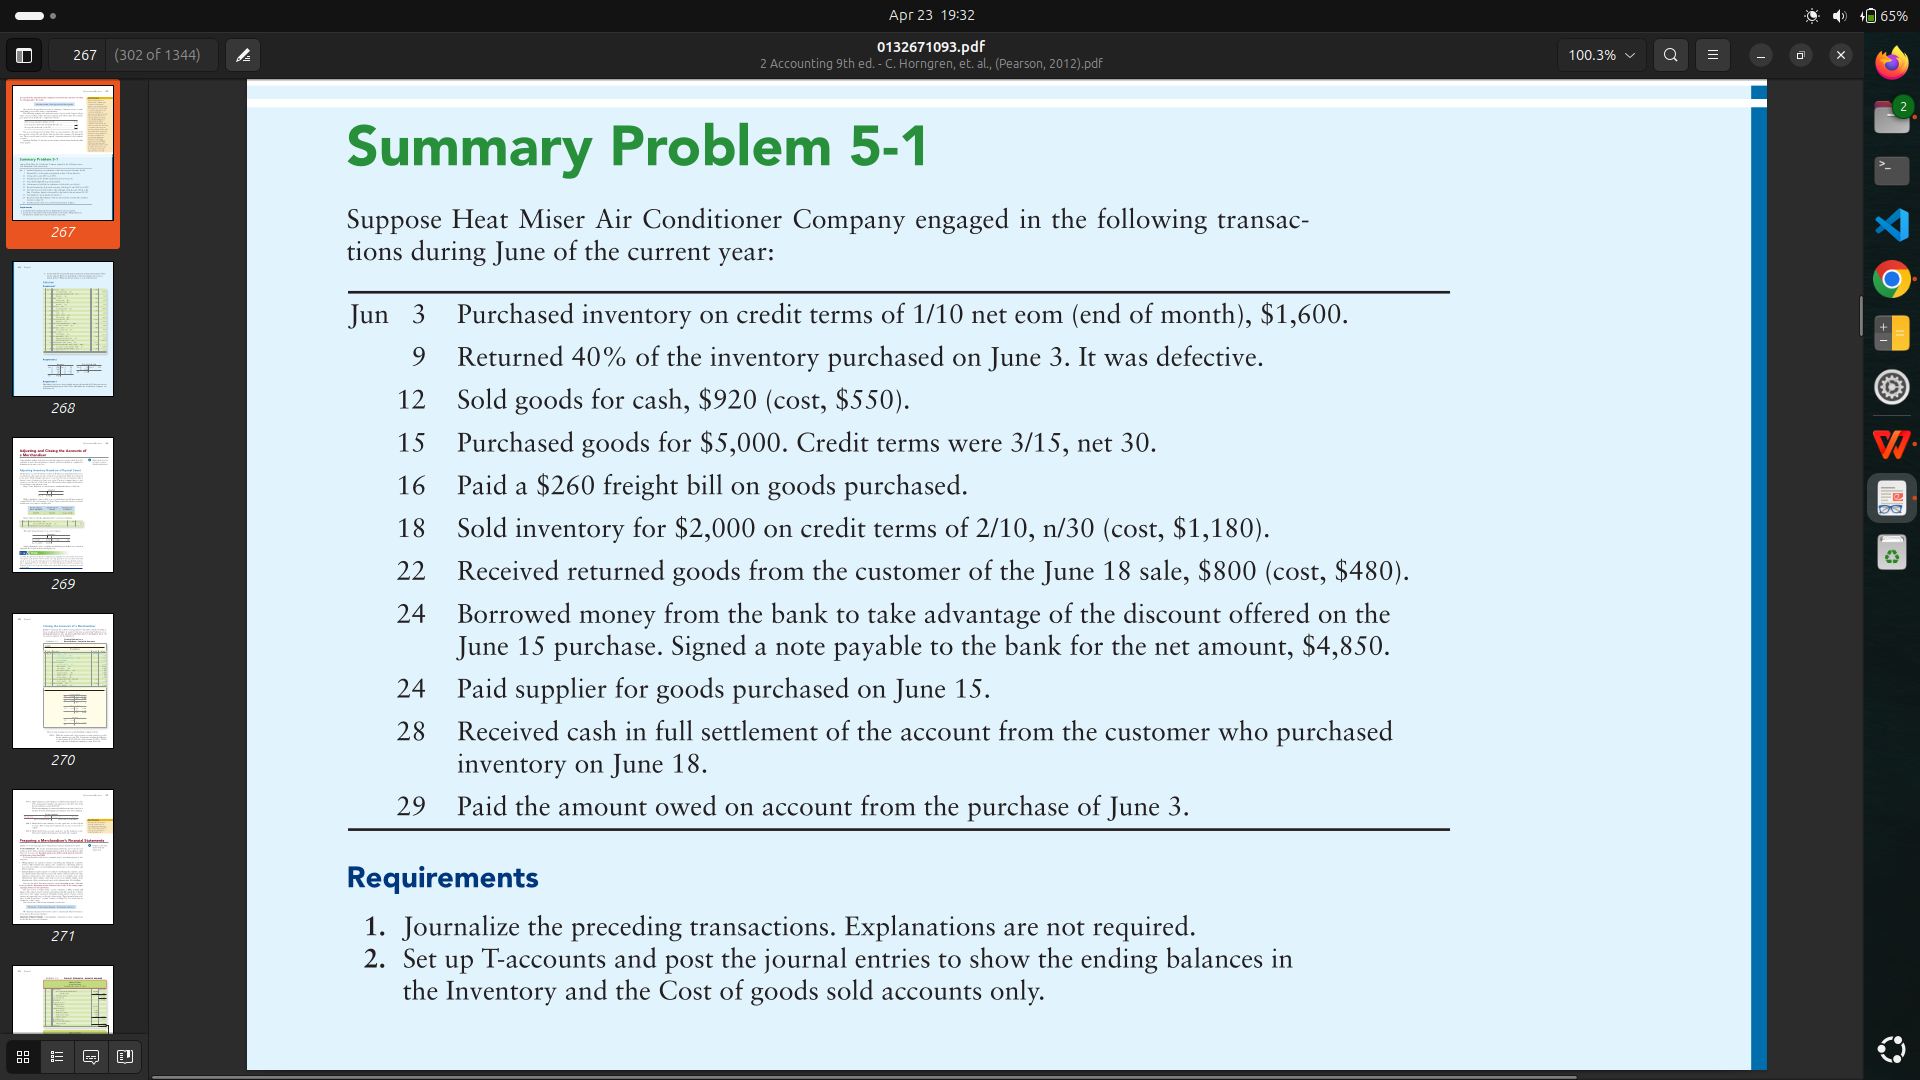 Apr 23 19:32
65%
267 (302 of 1344)
0132671093.pdf
2 Accounting 9th ed. - C. Horngren, et. al., (Pearson, 2012).pdf
100.3%
2
267
268
269
270
271
Summary Problem 5-1
Suppose Heat Miser Air Conditioner Company engaged in the following transac-
tions during June of the current year:
Jun 3 Purchased inventory on credit terms of 1/10 net eom (end of month), $1,600.
9 Returned 40% of the inventory purchased on June 3. It was defective.
12 Sold goods for cash, $920 (cost, $550).
15 Purchased goods for $5,000. Credit terms were 3/15, net 30.
16 Paid a $260 freight bill on goods purchased.
18 Sold inventory for $2,000 on credit terms of 2/10, n/30 (cost, $1,180).
22 Received returned goods from the customer of the June 18 sale, $800 (cost, $480).
24 Borrowed money from the bank to take advantage of the discount offered on the
June 15 purchase. Signed a note payable to the bank for the net amount, $4,850.
24 Paid supplier for goods purchased on June 15.
28 Received cash in full settlement of the account from the customer who purchased
inventory on June 18.
29 Paid the amount owed on account from the purchase of June 3.
Requirements
1. Journalize the preceding transactions. Explanations are not required.
2. Set up T-accounts and post the journal entries to show the ending balances in
the Inventory and the Cost of goods sold accounts only.